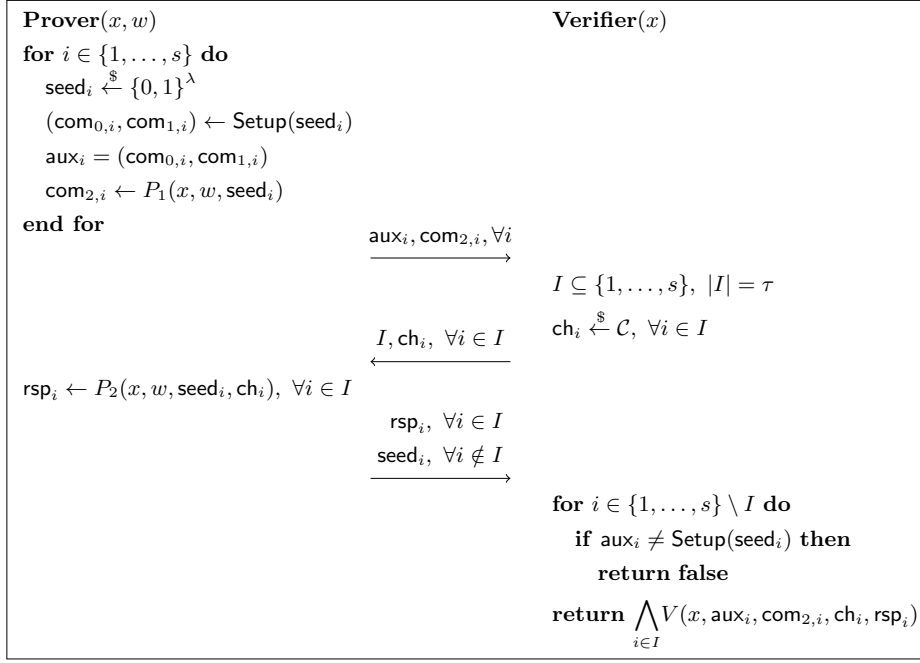 Prover(x, w) Verifier(x)
for i ∈ {1, . . . , s} do
seed_i ←$ {0, 1}^λ
(com_{0,i}, com_{1,i}) ← Setup(seed_i)
aux_i = (com_{0,i}, com_{1,i})
com_{2,i} ← P_1(x, w, seed_i)
end for
aux_i, com_{2,i}, ∀i
I ⊆ {1, . . . , s}, |I| = τ
ch_i ←$ C, ∀i ∈ I
I, ch_i, ∀i ∈ I
rsp_i ← P_2(x, w, seed_i, ch_i), ∀i ∈ I
rsp_i, ∀i ∈ I
seed_i, ∀i ∉ I
for i ∈ {1, . . . , s} \ I do
if aux_i ≠ Setup(seed_i) then
return false
return ⋀_{i∈I} V(x, aux_i, com_{2,i}, ch_i, rsp_i)